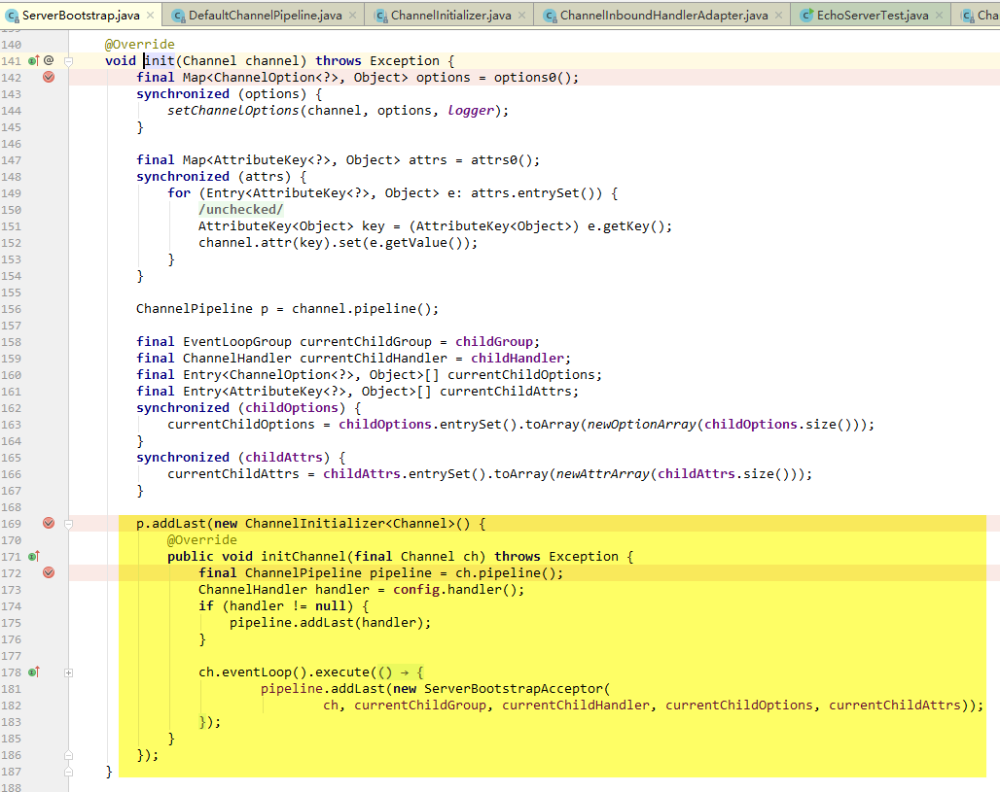 ServerBootstrap.java × DefaultChannelPipeline.java × ChannelInitializer.java × ChannelInboundHandlerAdapter.java × EchoServerTest.java × Cha
140 @Override
141 void init(Channel channel) throws Exception {
142 final Map<ChannelOption<?>, Object> options = options0();
143 synchronized (options) {
144 setChannelOptions(channel, options, logger);
145 }
146
147 final Map<AttributeKey<?>, Object> attrs = attrs0();
148 synchronized (attrs) {
149 for (Entry<AttributeKey<?>, Object> e: attrs.entrySet()) {
150 /unchecked/
151 AttributeKey<Object> key = (AttributeKey<Object>) e.getKey();
152 channel.attr(key).set(e.getValue());
153 }
154 }
155
156 ChannelPipeline p = channel.pipeline();
157
158 final EventLoopGroup currentChildGroup = childGroup;
159 final ChannelHandler currentChildHandler = childHandler;
160 final Entry<ChannelOption<?>, Object>[] currentChildOptions;
161 final Entry<AttributeKey<?>, Object>[] currentChildAttrs;
162 synchronized (childOptions) {
163 currentChildOptions = childOptions.entrySet().toArray(newOptionArray(childOptions.size()));
164 }
165 synchronized (childAttrs) {
166 currentChildAttrs = childAttrs.entrySet().toArray(newAttrArray(childAttrs.size()));
167 }
168
169 p.addLast(new ChannelInitializer<Channel>() {
170 @Override
171 public void initChannel(final Channel ch) throws Exception {
172 final ChannelPipeline pipeline = ch.pipeline();
173 ChannelHandler handler = config.handler();
174 if (handler != null) {
175 pipeline.addLast(handler);
176 }
177
178 ch.eventLoop().execute(() → {
181 pipeline.addLast(new ServerBootstrapAcceptor(
182 ch, currentChildGroup, currentChildHandler, currentChildOptions, currentChildAttrs));
183 });
185 }
186 });
187 }
188